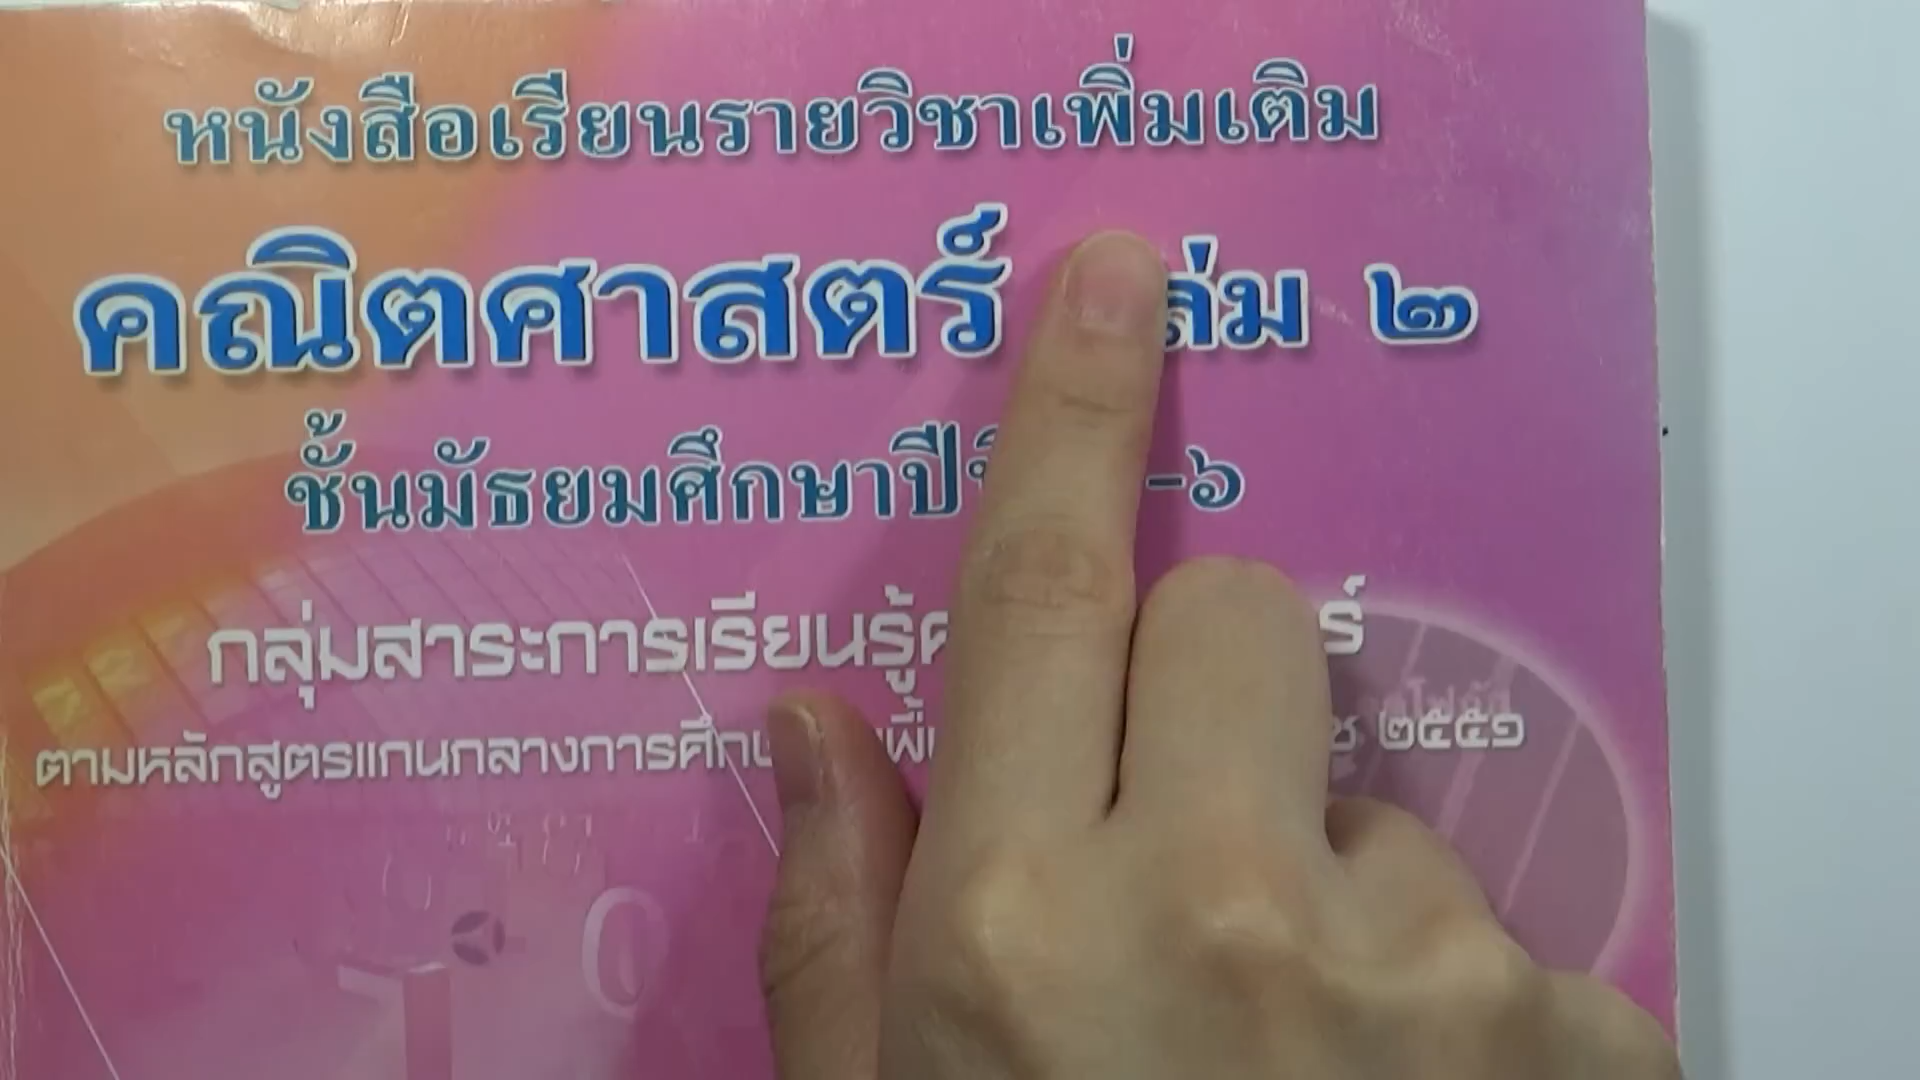 หนังสือเรียนรายวิชาเพิ่มเติม
คณิตศาสตร์ ล่ม ๒
ชั้นมัธยมศึกษาปี -๖
กลุ่มสาระการเรียนรู้
ตามหลักสูตรแกนกลางการศึก ๒๕๕๑